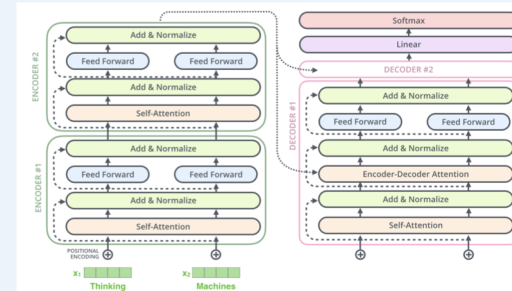 ENCODER #2
Add & Normalize
Feed Forward
Feed Forward
Add & Normalize
Self-Attention
ENCODER #1
Add & Normalize
Feed Forward
Feed Forward
Add & Normalize
Self-Attention
POSITIONAL
ENCODING
x₁
x₂
Thinking
Machines
Softmax
Linear
DECODER #2
DECODER #1
Add & Normalize
Feed Forward
Feed Forward
Add & Normalize
Encoder-Decoder Attention
Add & Normalize
Self-Attention